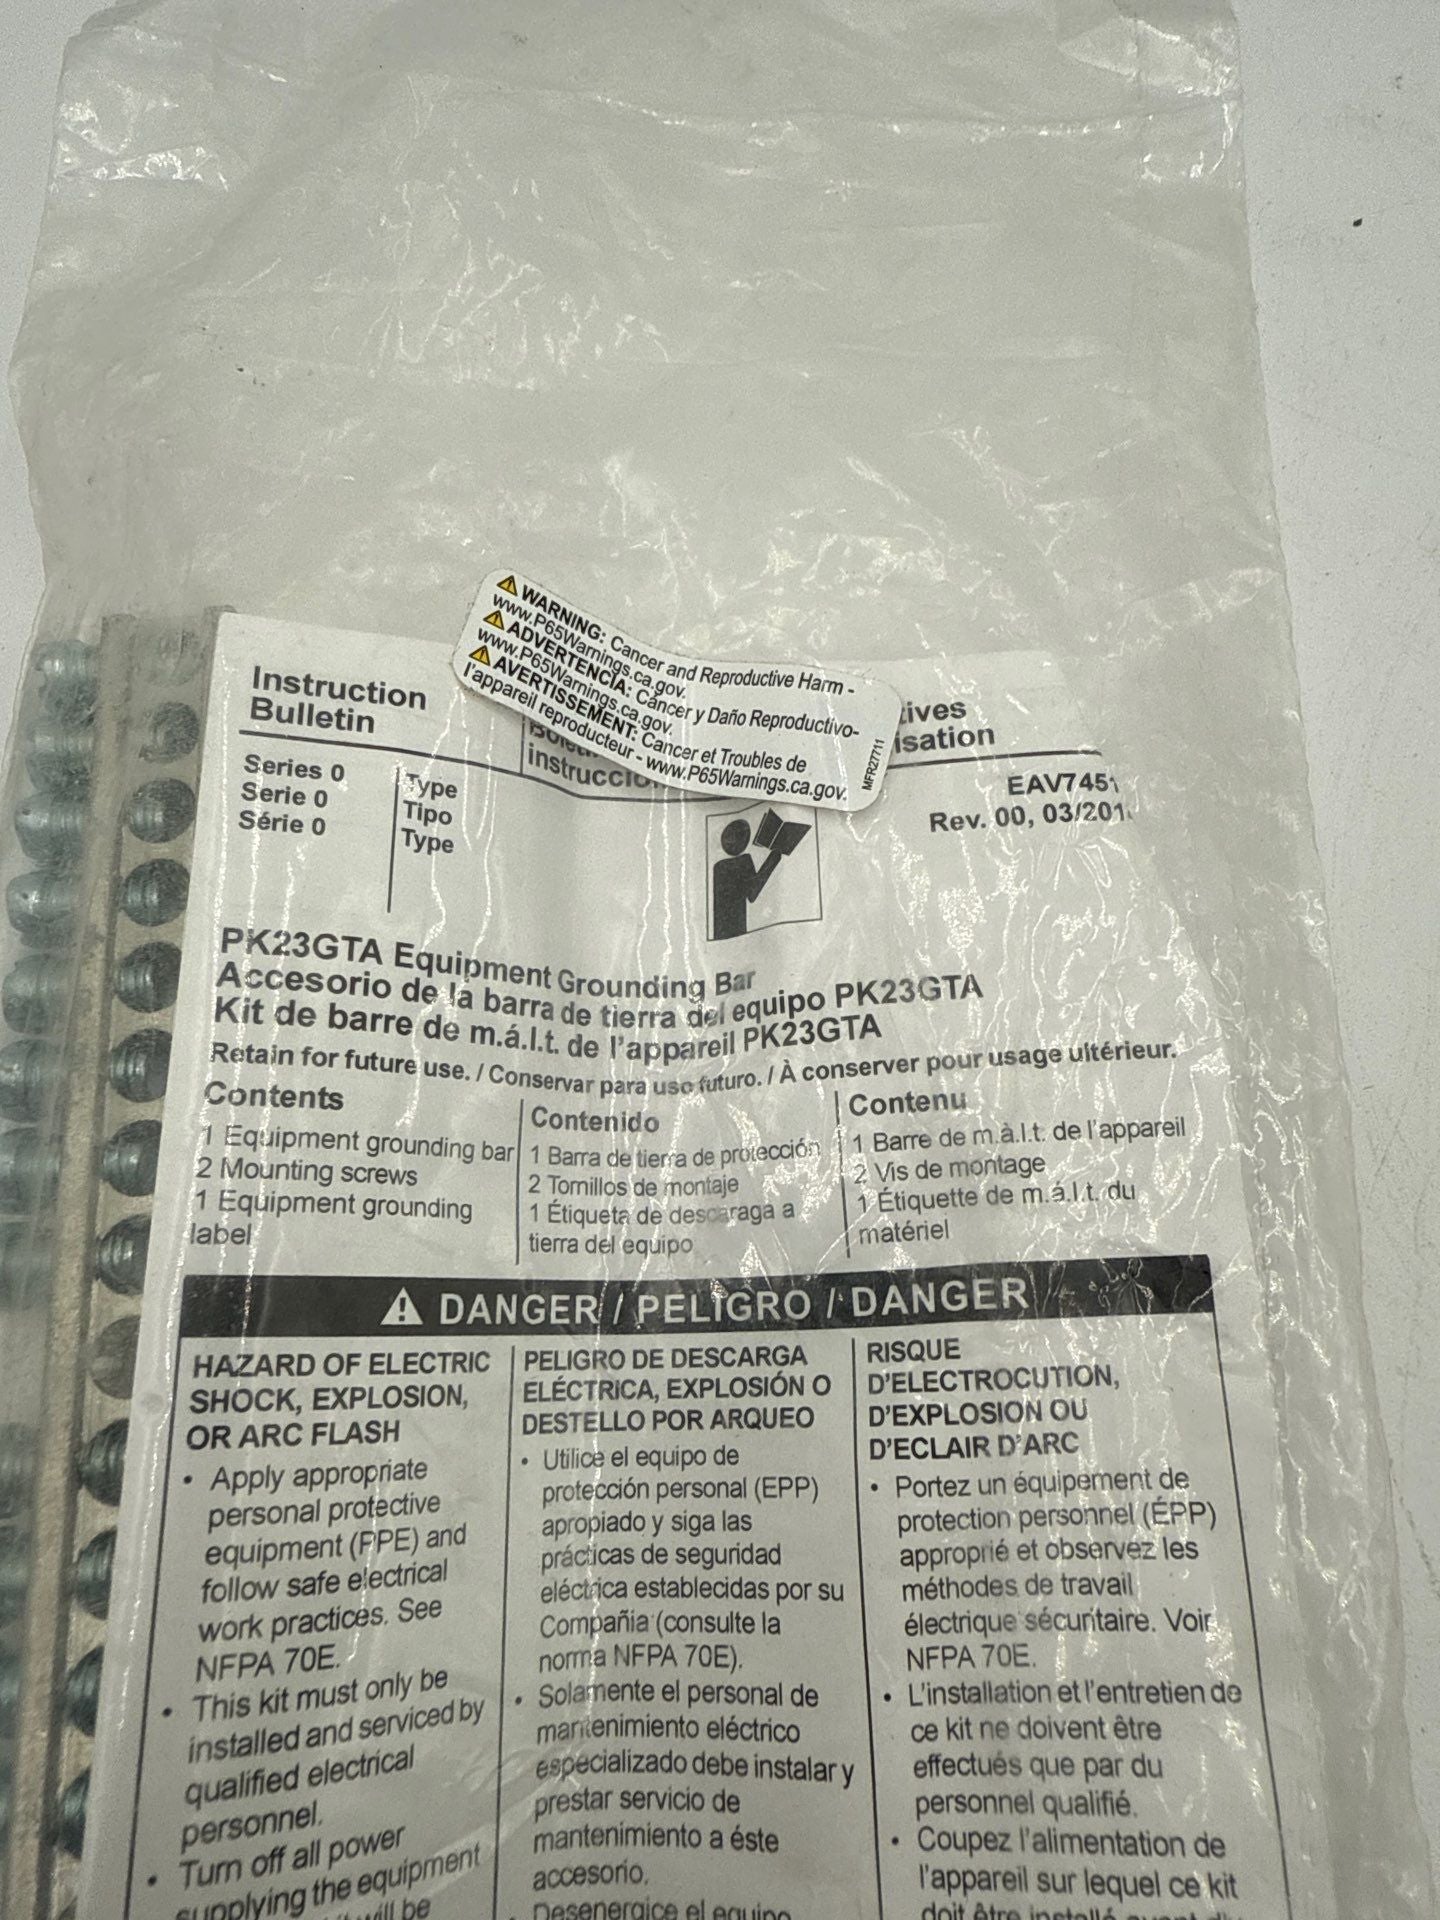 ⚠ WARNING: Cancer and Reproductive Harm -
www.P65Warnings.ca.gov.
⚠ ADVERTENCIA: Cáncer y Daño Reproductivo-
www.P65Warnings.ca.gov.
⚠ AVERTISSEMENT: Cancer et Troubles de
l'appareil reproducteur - www.P65Warnings.ca.gov.
MFR27711
Instruction
Bulletin
Series 0
Serie 0
Série 0
Type
Tipo
Type
EAV7451
Rev. 00, 03/201
PK23GTA Equipment Grounding Bar
Accesorio de la barra de tierra del equipo PK23GTA
Kit de barre de m.á.l.t. de l'appareil PK23GTA
Retain for future use. / Conservar para uso futuro. / À conserver pour usage ultérieur.
Contents
1 Equipment grounding bar
2 Mounting screws
1 Equipment grounding
label
Contenido
1 Barra de tierra de protección
2 Tornillos de montaje
1 Étiqueta de descaraga a
tierra del equipo
Contenu
1 Barre de m.à.l.t. de l'appareil
2 Vis de montage
1 Étiquette de m.á.l.t. du
matériel
⚠ DANGER / PELIGRO / DANGER
HAZARD OF ELECTRIC
SHOCK, EXPLOSION,
OR ARC FLASH
• Apply appropriate
personal protective
equipment (PPE) and
follow safe electrical
work practices. See
NFPA 70E.
• This kit must only be
installed and serviced by
qualified electrical
personnel.
• Turn off all power
supplying the equipment
will be
PELIGRO DE DESCARGA
ELÉCTRICA, EXPLOSIÓN O
DESTELLO POR ARQUEO
• Utilice el equipo de
protección personal (EPP)
apropiado y siga las
prácticas de seguridad
eléctrica establecidas por su
Compañia (consulte la
norma NFPA 70E).
• Solamente el personal de
mantenimiento eléctrico
especializado debe instalar y
prestar servicio de
mantenimiento a éste
accesorio.
• Desenergice el equipo
RISQUE
D'ELECTROCUTION,
D'EXPLOSION OU
D'ECLAIR D'ARC
• Portez un équipement de
protection personnel (ÉPP)
approprié et observez les
méthodes de travail
électrique sécuritaire. Voir
NFPA 70E.
• L'installation et l'entretien de
ce kit ne doivent être
effectués que par du
personnel qualifié.
• Coupez l'alimentation de
l'appareil sur lequel ce kit
doit être installé avant